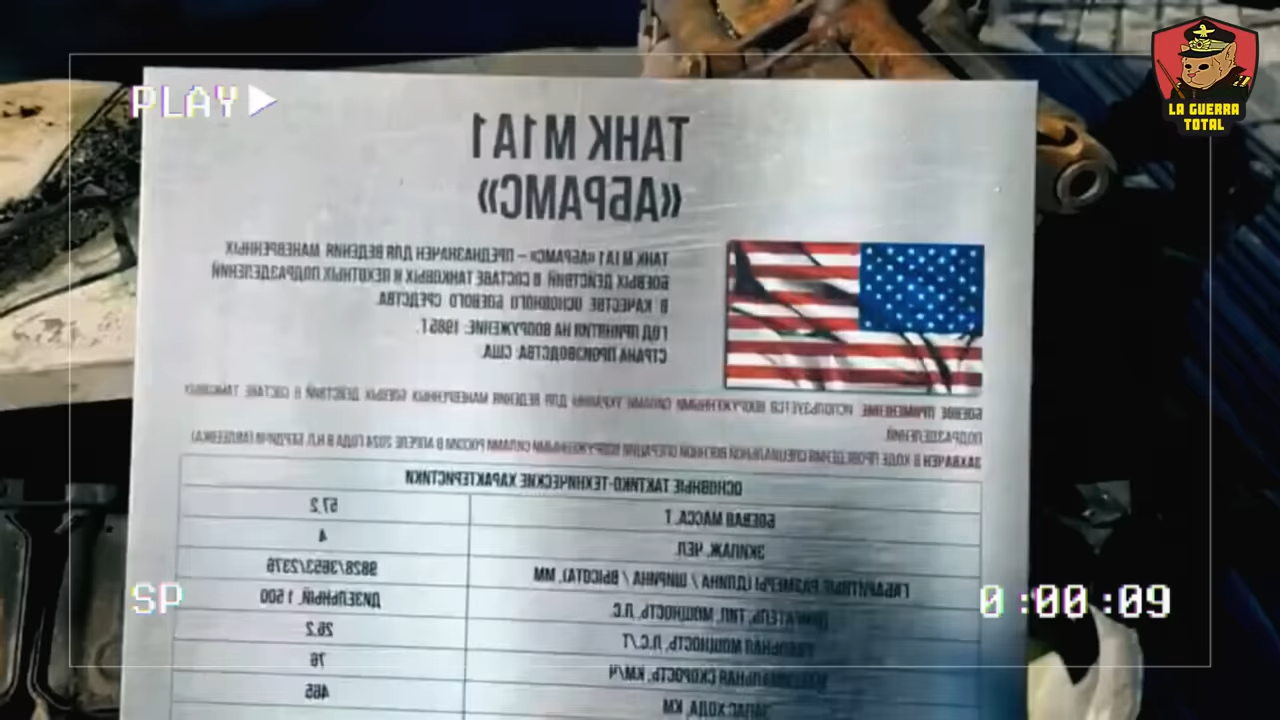 PLAY
LA GUERRA
TOTAL
ТАНК М1А1
«АБРАМС»
ТАНК М1А1 «АБРАМС» – ПРЕДНАЗНАЧЕН ДЛЯ ВЕДЕНИЯ МАНЕВРЕННЫХ
БОЕВЫХ ДЕЙСТВИЙ В СОСТАВЕ ТАНКОВЫХ И ПЕХОТНЫХ ПОДРАЗДЕЛЕНИЙ
В КАЧЕСТВЕ ОСНОВНОГО БОЕВОГО СРЕДСТВА.
ГОД ПРИНЯТИЯ НА ВООРУЖЕНИЕ: 1985 Г.
СТРАНА ПРОИЗВОДСТВА: США.
БОЕВОЕ ПРИМЕНЕНИЕ: ИСПОЛЬЗУЕТСЯ ВООРУЖЕННЫМИ СИЛАМИ УКРАИНЫ ДЛЯ ВЕДЕНИЯ МАНЕВРЕННЫХ БОЕВЫХ ДЕЙСТВИЙ В СОСТАВЕ ТАНКОВЫХ
ПОДРАЗДЕЛЕНИЙ.
ЗАХВАЧЕН В ХОДЕ ПРОВЕДЕНИЯ СПЕЦИАЛЬНОЙ ВОЕННОЙ ОПЕРАЦИИ ВООРУЖЕННЫМИ СИЛАМИ РОССИИ В АПРЕЛЕ 2024 ГОДА В Н.П. БЕРДЫЧИ (АВДЕЕВКА)
ОСНОВНЫЕ ТАКТИКО-ТЕХНИЧЕСКИЕ ХАРАКТЕРИСТИКИ
БОЕВАЯ МАССА, Т 57,2
ЭКИПАЖ, ЧЕЛ. 4
ГАБАРИТНЫЕ РАЗМЕРЫ (ДЛИНА / ШИРИНА / ВЫСОТА), ММ 9828/3653/2376
ДВИГАТЕЛЬ: ТИП, МОЩНОСТЬ, Л.С. ДИЗЕЛЬНЫЙ, 1 500
УДЕЛЬНАЯ МОЩНОСТЬ, Л.С./Т 26,2
МАКСИМАЛЬНАЯ СКОРОСТЬ, КМ/Ч 76
ЗАПАС ХОДА, КМ 465
SP
0:00:09